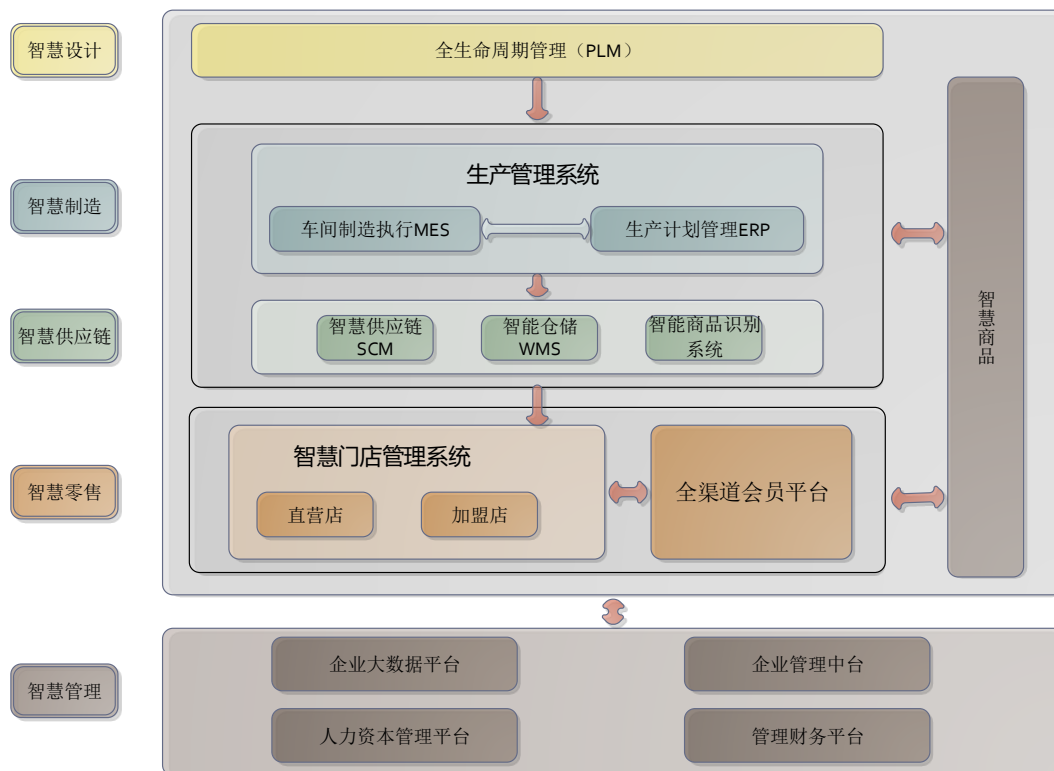 智慧设计
全生命周期管理（PLM）
智慧制造
生产管理系统
车间制造执行MES
生产计划管理ERP
智慧供应链
智慧供应链
SCM
智能仓储
WMS
智能商品识别
系统
智慧商品
智慧零售
智慧门店管理系统
直营店
加盟店
全渠道会员平台
智慧管理
企业大数据平台
企业管理中台
人力资本管理平台
管理财务平台